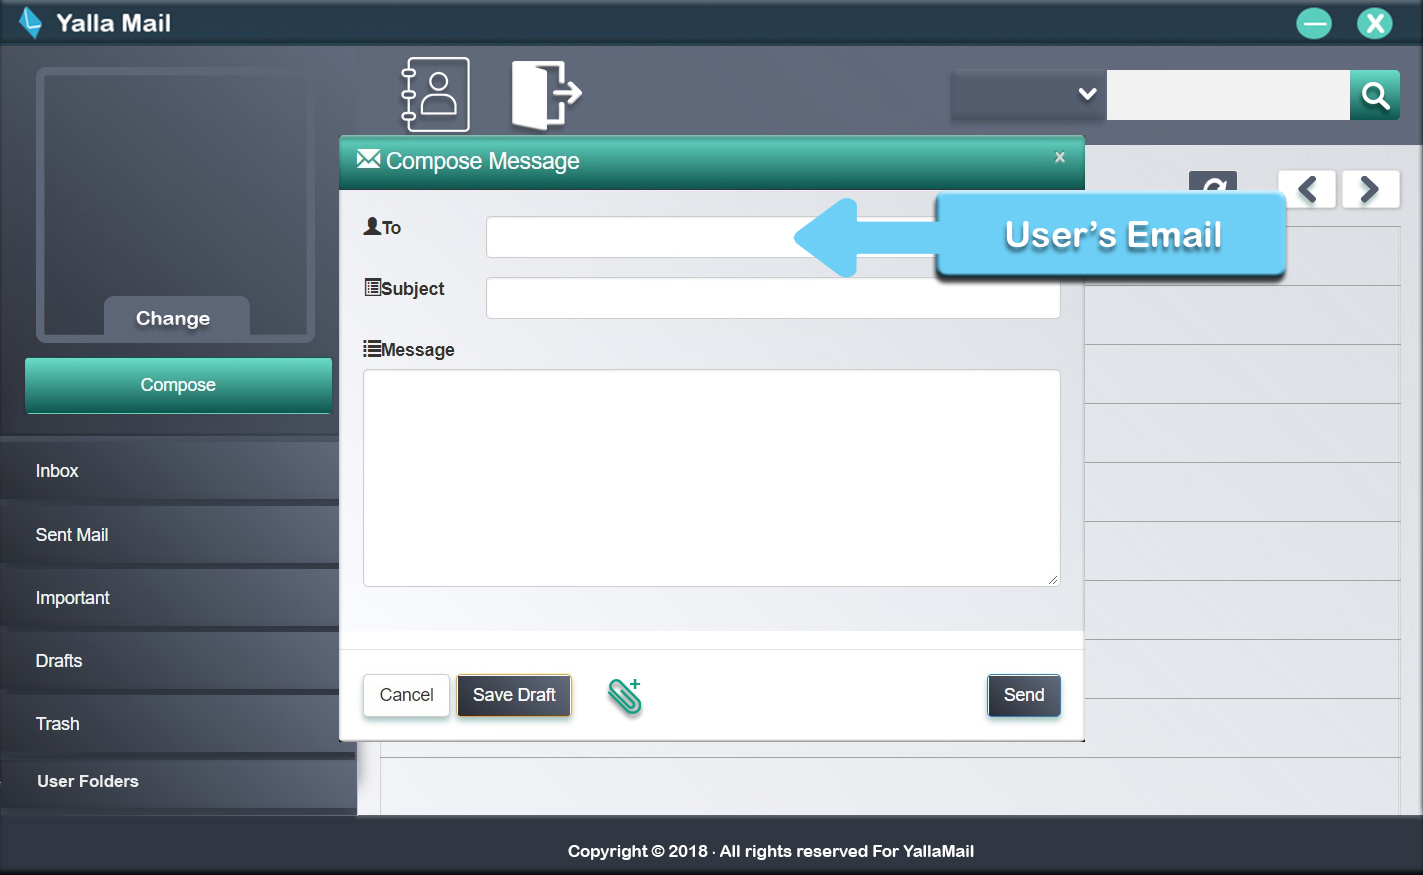 Yalla Mail
Change
Compose
Inbox
Sent Mail
Important
Drafts
Trash
User Folders
Compose Message
x
To
User's Email
Subject
Message
Cancel
Save Draft
Send
Copyright © 2018 · All rights reserved For YallaMail